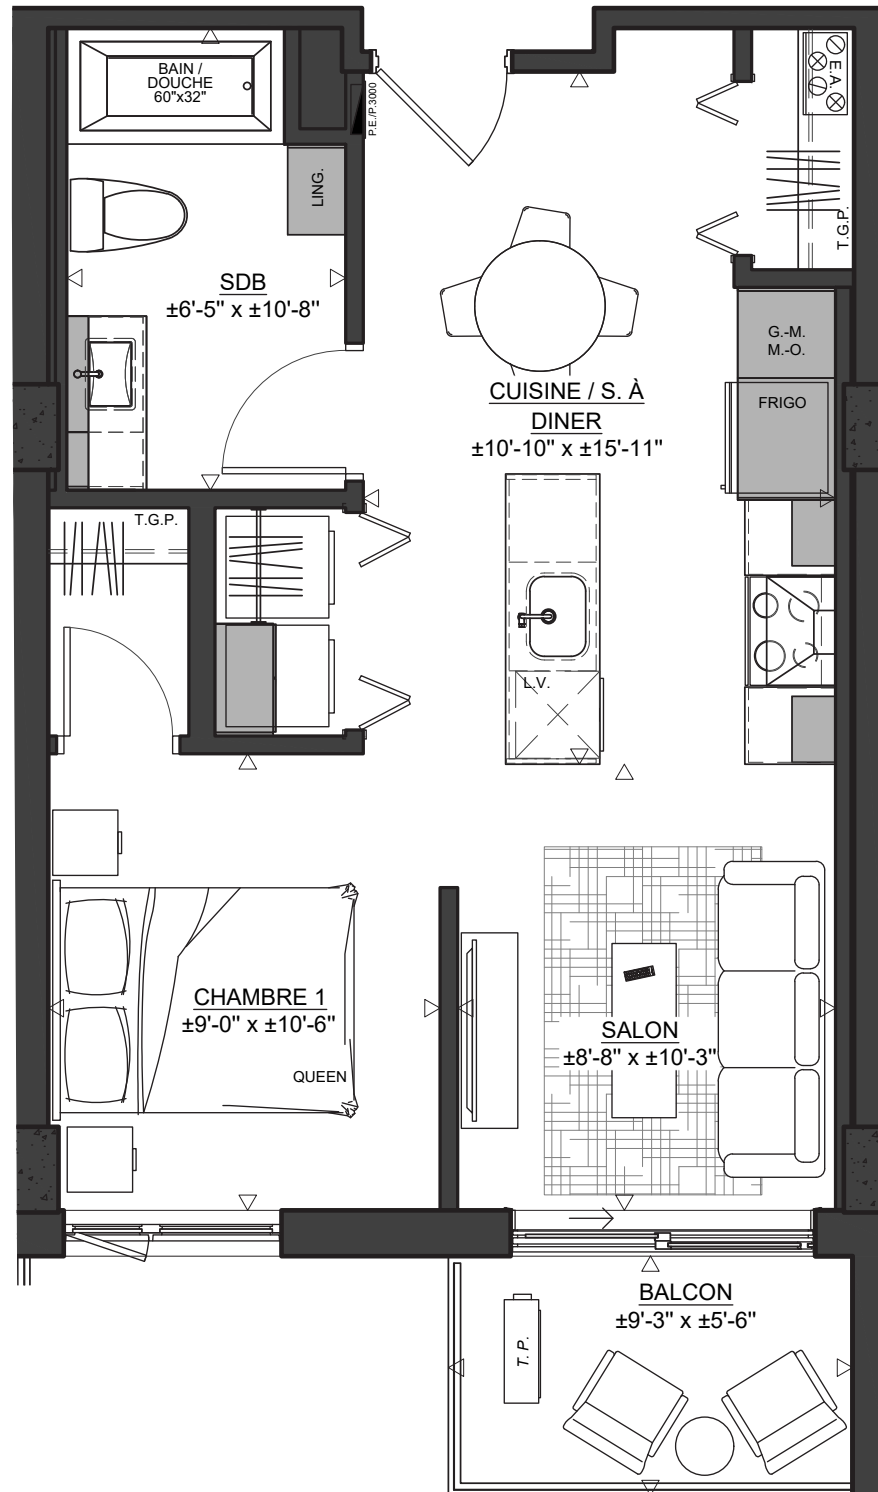 BAIN /
DOUCHE
60"x32"
P.E./P.3000
E.A.
LING.
T.G.P.
SDB
±6'-5" x ±10'-8"
G.-M.
M.-O.
FRIGO
CUISINE / S. À
DINER
±10'-10" x ±15'-11"
T.G.P.
L.V.
CHAMBRE 1
±9'-0" x ±10'-6"
QUEEN
SALON
±8'-8" x ±10'-3"
BALCON
±9'-3" x ±5'-6"
T.P.